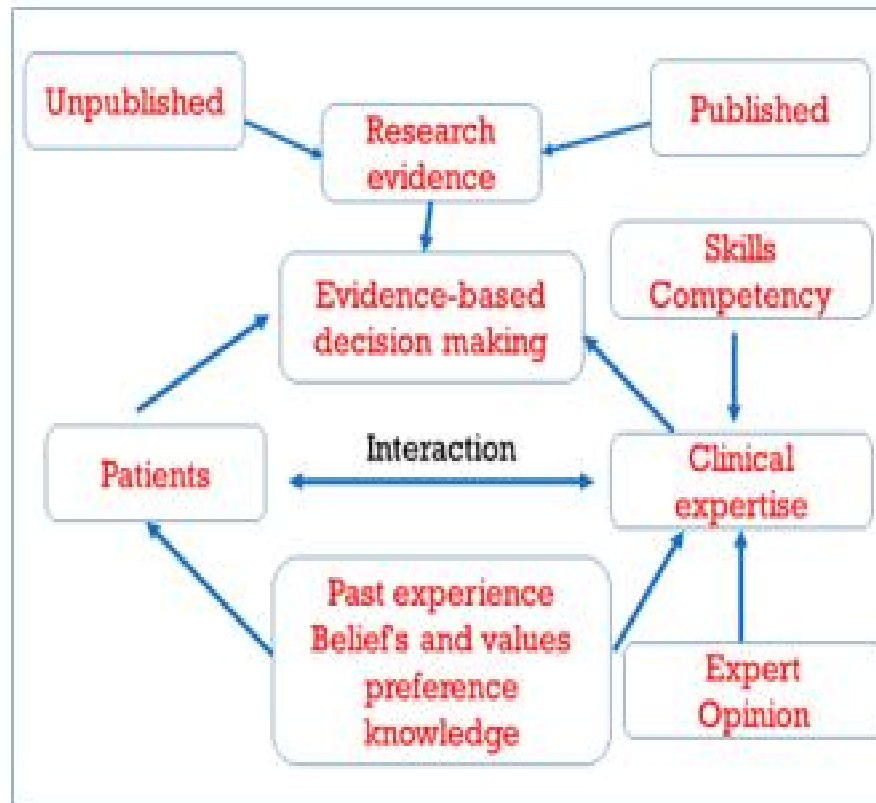 Unpublished
Published
Research
evidence
Skills
Competency
Evidence-based
decision making
Interaction
Patients
Clinical
expertise
Past experience
Beliefs and values
preference
knowledge
Expert
Opinion